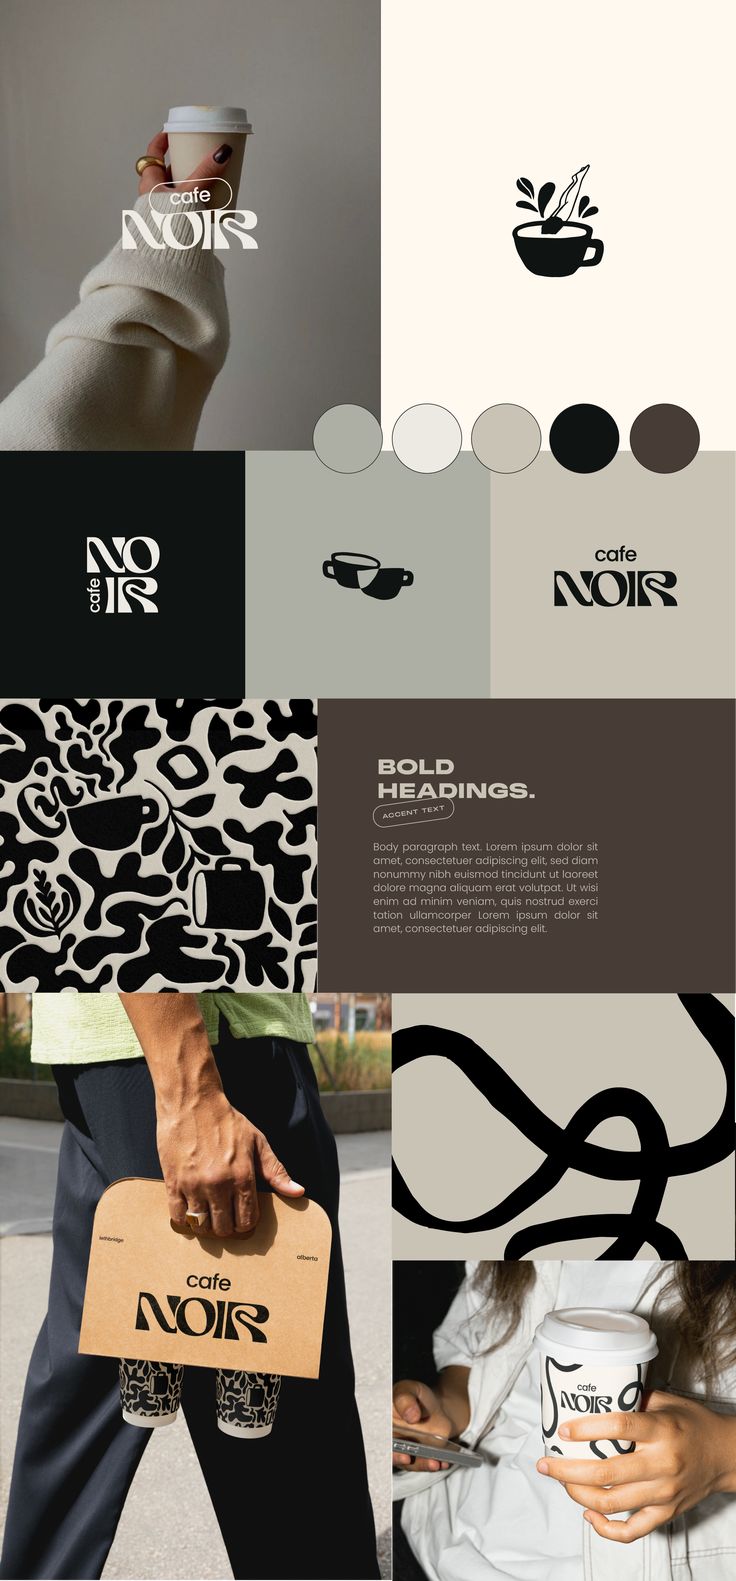 cafe
NOIR
NO
IR
cafe
cafe
NOIR
BOLD
HEADINGS.
ACCENT TEXT
Body paragraph text. Lorem ipsum dolor sit
amet, consectetuer adipiscing elit, sed diam
nonummy nibh euismod tincidunt ut laoreet
dolore magna aliquam erat volutpat. Ut wisi
enim ad minim veniam, quis nostrud exerci
tation ullamcorper Lorem ipsum dolor sit
amet, consectetuer adipiscing elit.
lethbridge
alberta
cafe
NOIR
cafe
NOIR